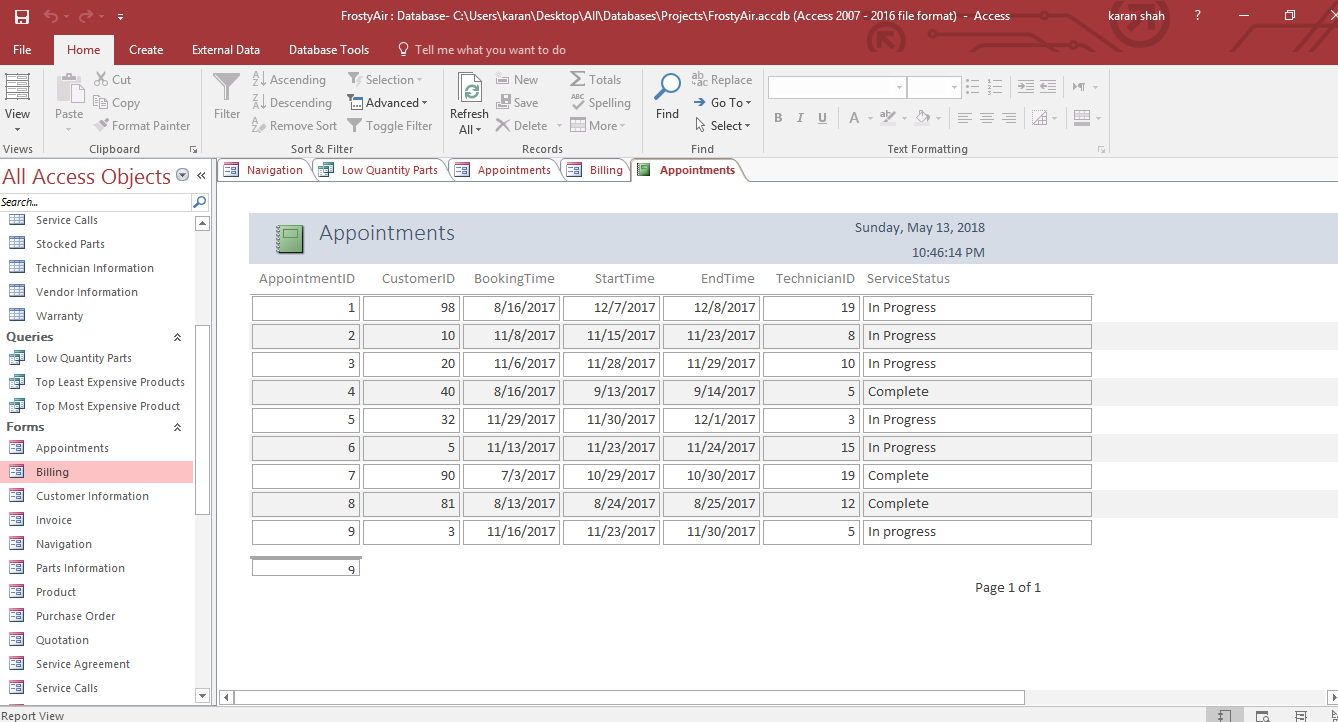 FrostyAir : Database- C:\Users\karan\Desktop\All\Databases\Projects\FrostyAir.accdb (Access 2007 - 2016 file format) - Access karan shah ?
File Home Create External Data Database Tools Tell me what you want to do
View
Views
Paste
Cut
Copy
Format Painter
Clipboard
Filter
Ascending
Descending
Remove Sort
Selection
Advanced
Toggle Filter
Sort & Filter
Refresh
All
New
Save
Delete
Totals
Spelling
More
Records
Find
Replace
Go To
Select
Find
B I U A
Text Formatting
All Access Objects
Search...
Service Calls
Stocked Parts
Technician Information
Vendor Information
Warranty
Queries
Low Quantity Parts
Top Least Expensive Products
Top Most Expensive Product
Forms
Appointments
Billing
Customer Information
Invoice
Navigation
Parts Information
Product
Purchase Order
Quotation
Service Agreement
Service Calls
Navigation Low Quantity Parts Appointments Billing Appointments
Appointments
Sunday, May 13, 2018
10:46:14 PM
AppointmentID CustomerID BookingTime StartTime EndTime TechnicianID ServiceStatus
1 98 8/16/2017 12/7/2017 12/8/2017 19 In Progress
2 10 11/8/2017 11/15/2017 11/23/2017 8 In Progress
3 20 11/6/2017 11/28/2017 11/29/2017 10 In Progress
4 40 8/16/2017 9/13/2017 9/14/2017 5 Complete
5 32 11/29/2017 11/30/2017 12/1/2017 3 In Progress
6 5 11/13/2017 11/23/2017 11/24/2017 15 In Progress
7 90 7/3/2017 10/29/2017 10/30/2017 19 Complete
8 81 8/13/2017 8/24/2017 8/25/2017 12 Complete
9 3 11/16/2017 11/23/2017 11/30/2017 5 In progress
9
Page 1 of 1
Report View